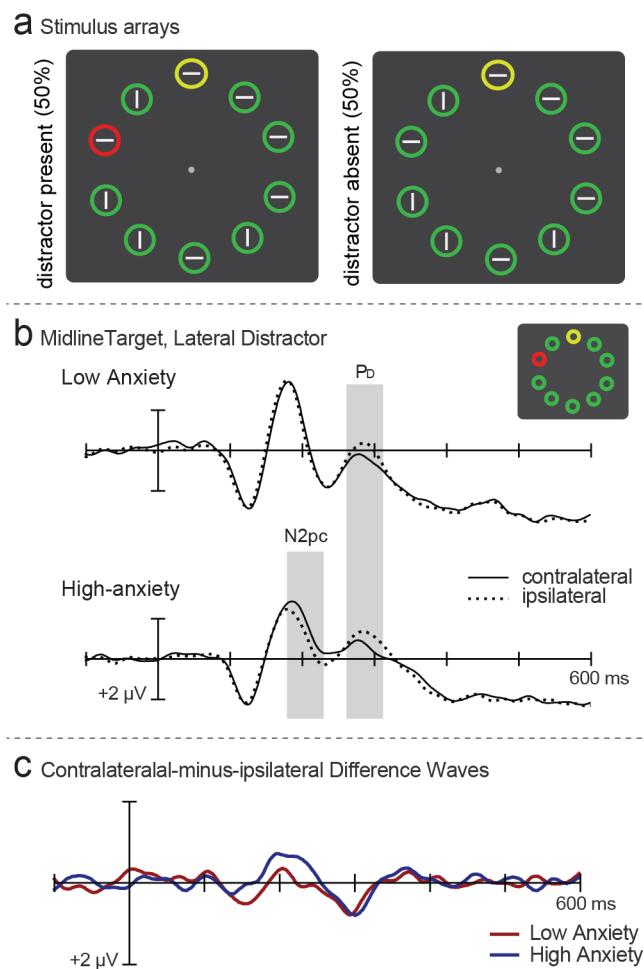 a Stimulus arrays
distractor present (50%)
distractor absent (50%)
b MidlineTarget, Lateral Distractor
PD
Low Anxiety
N2pc
High-anxiety
contralateral
ipsilateral
600 ms
+2 μV
c Contralateralal-minus-ipsilateral Difference Waves
600 ms
+2 μV
Low Anxiety
High Anxiety